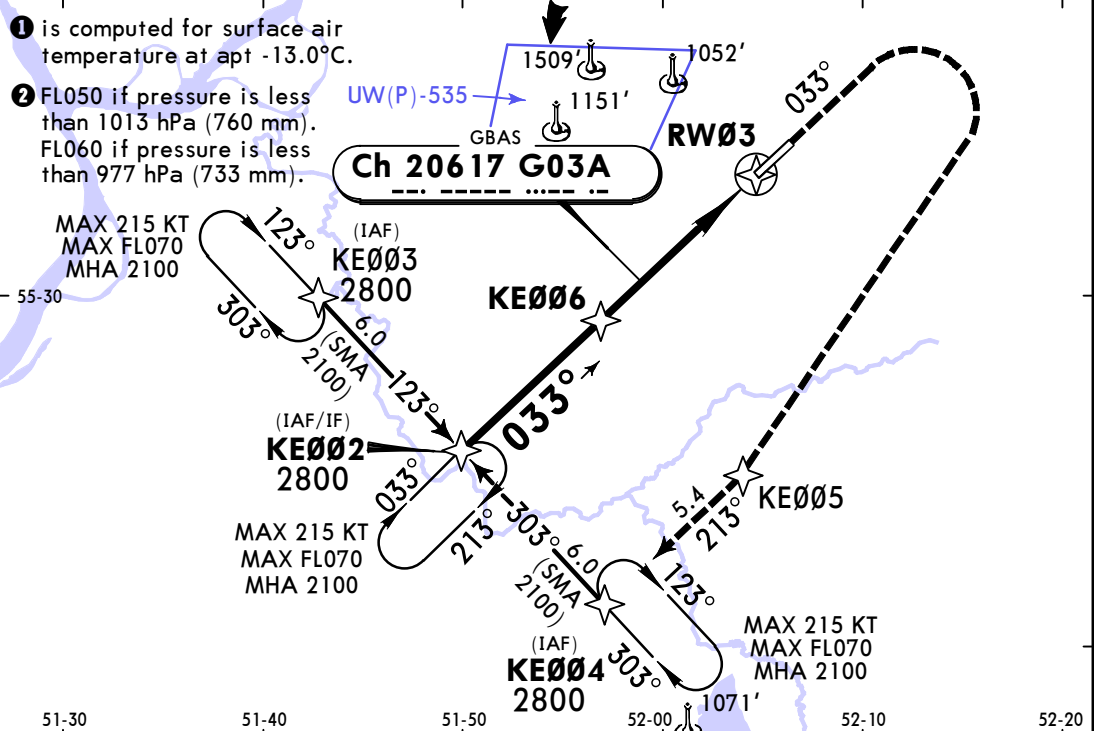 ❶ is computed for surface air
temperature at apt -13.0°C.
❷ FL050 if pressure is less
than 1013 hPa (760 mm).
FL060 if pressure is less
than 977 hPa (733 mm).
1509'
1052'
UW(P)-535
1151'
GBAS
Ch 20617 G03A
RWØ3
033°
MAX 215 KT
MAX FL070
MHA 2100
123°
303°
(IAF)
KEØØ3
2800
55-30
6.0
(SMA
2100)
123°
KEØØ6
033°
(IAF/IF)
KEØØ2
2800
033°
213°
MAX 215 KT
MAX FL070
MHA 2100
303°
6.0
(SMA
2100)
KEØØ5
5.4
213°
123°
303°
(IAF)
KEØØ4
2800
MAX 215 KT
MAX FL070
MHA 2100
1071'
51-30
51-40
51-50
52-00
52-10
52-20